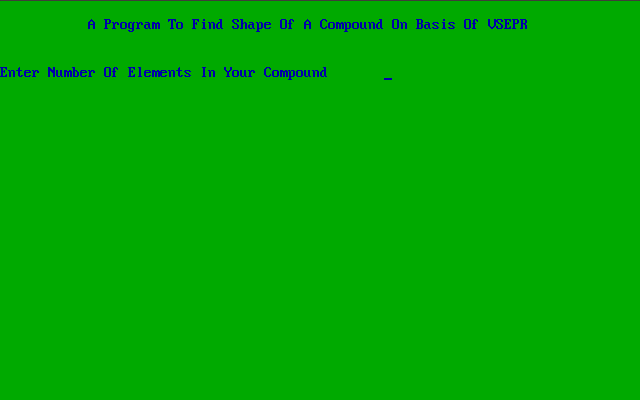 A Program To Find Shape Of A Compound On Basis Of VSEPR
Enter Number Of Elements In Your Compound _